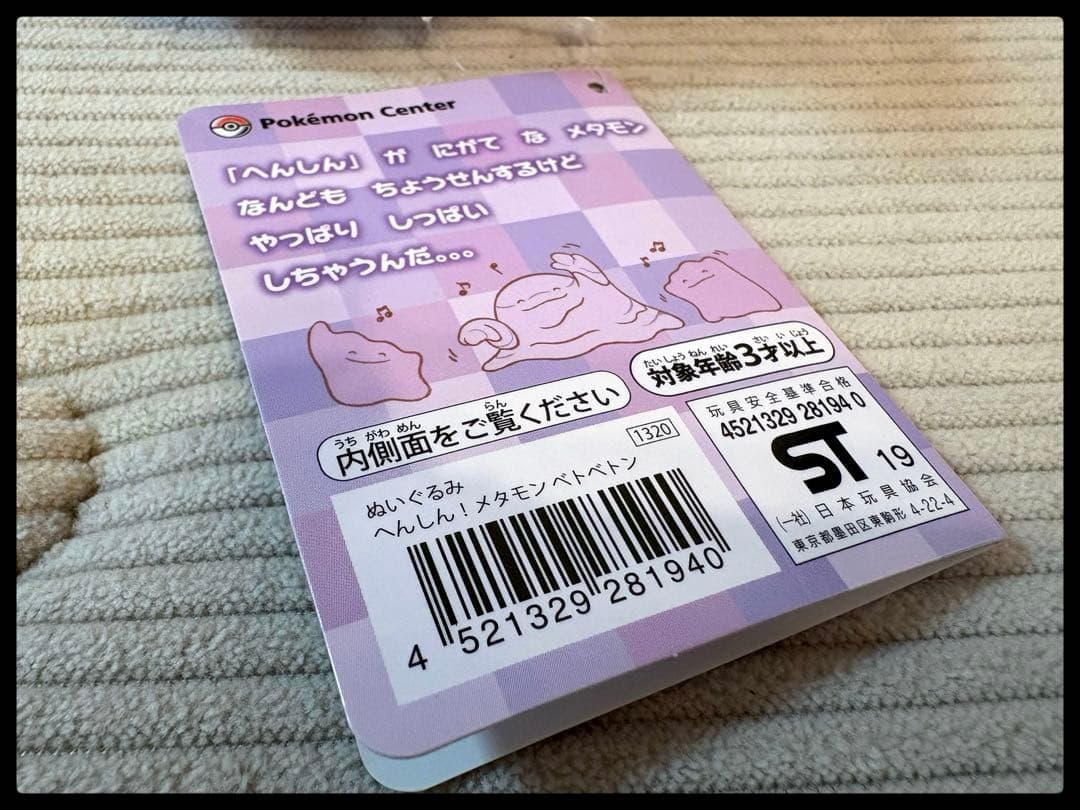 Pokémon Center
「へんしん」 が にがて な メタモン
なんども ちょうせんするけど
やっぱり しっぱい
しちゃうんだ。。。
たいしょうねんれい さい いじょう
対象年齢3才以上
うちがわめん らん
内側面をご覧ください
1320
ぬいぐるみ
へんしん!メタモン ベトベトン
4 521329 281940
玩具安全基準合格
4521329 28194 0
ST 19
(一社)日本玩具協会
東京都墨田区東駒形 4-22-4